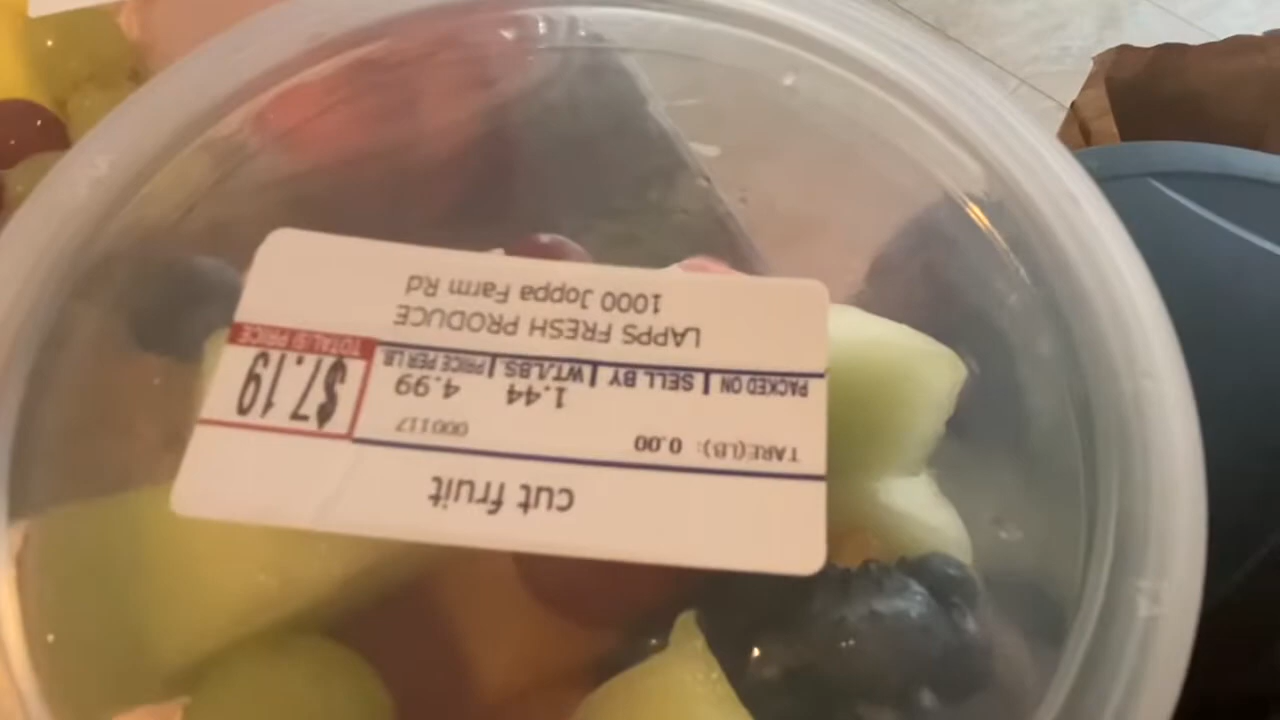 cut fruit
TARE(LB): 0.00 000117
1.44 4.99 $7.19
PACKED ON SELL BY WT./LBS. PRICE PER LB. TOTAL($) PRICE
LAPPS FRESH PRODUCE
1000 Joppa Farm Rd